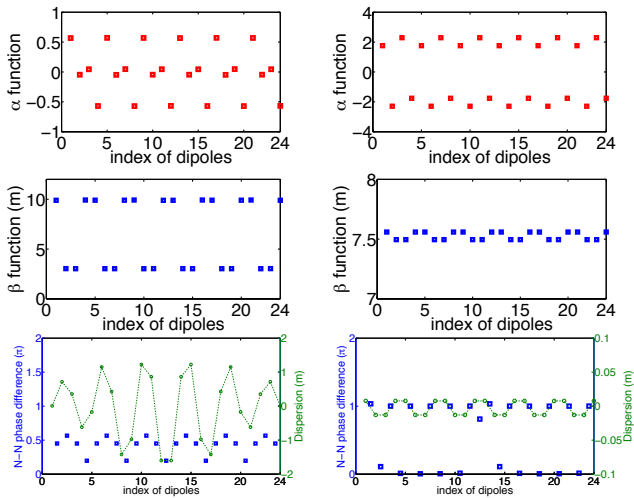 1
0.5
0
−0.5
−1
α function
0 5 10 15 20 24
index of dipoles
4
2
0
−2
−4
α function
0 5 10 15 20 24
index of dipoles
10
5
0
β function (m)
0 5 10 15 20 24
index of dipoles
8
7.5
7
β function (m)
0 5 10 15 20 24
index of dipoles
2
1.5
1
0.5
0
N−N phase difference (π)
0 5 10 15 20 24
index of dipoles
2
1
0
−1
−2
Dispersion (m)
2
1.5
1
0.5
0
N−N phase difference (π)
0 5 10 15 20 24
index of dipoles
0.1
0.05
0
−0.05
−0.1
Dispersion (m)